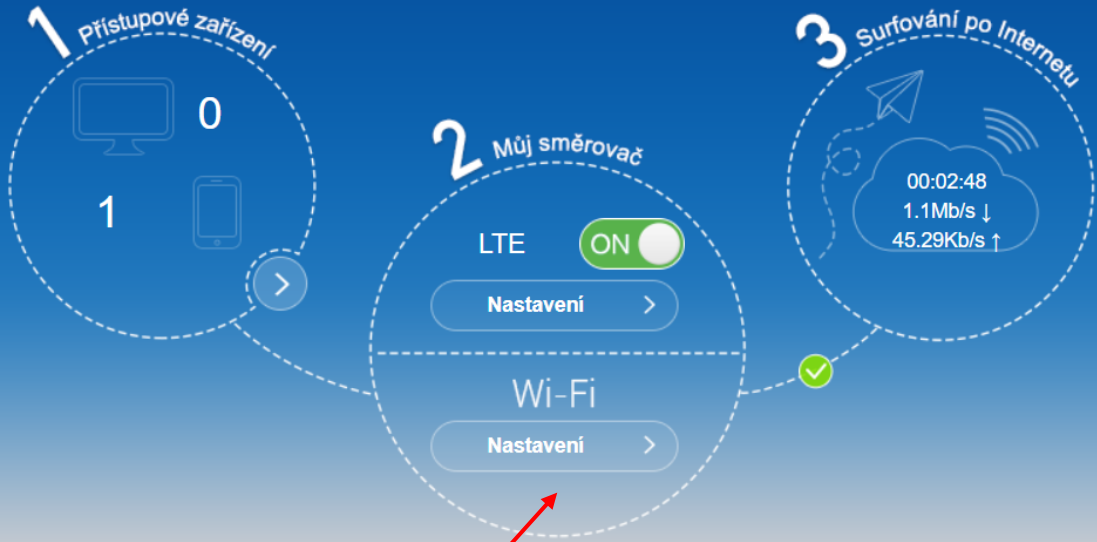 1 Přístupové zařízení
0
1
2 Můj směrovač
LTE ON
Nastavení
Wi-Fi
Nastavení
3 Surfování po Internetu
00:02:48
1.1Mb/s ↓
45.29Kb/s ↑